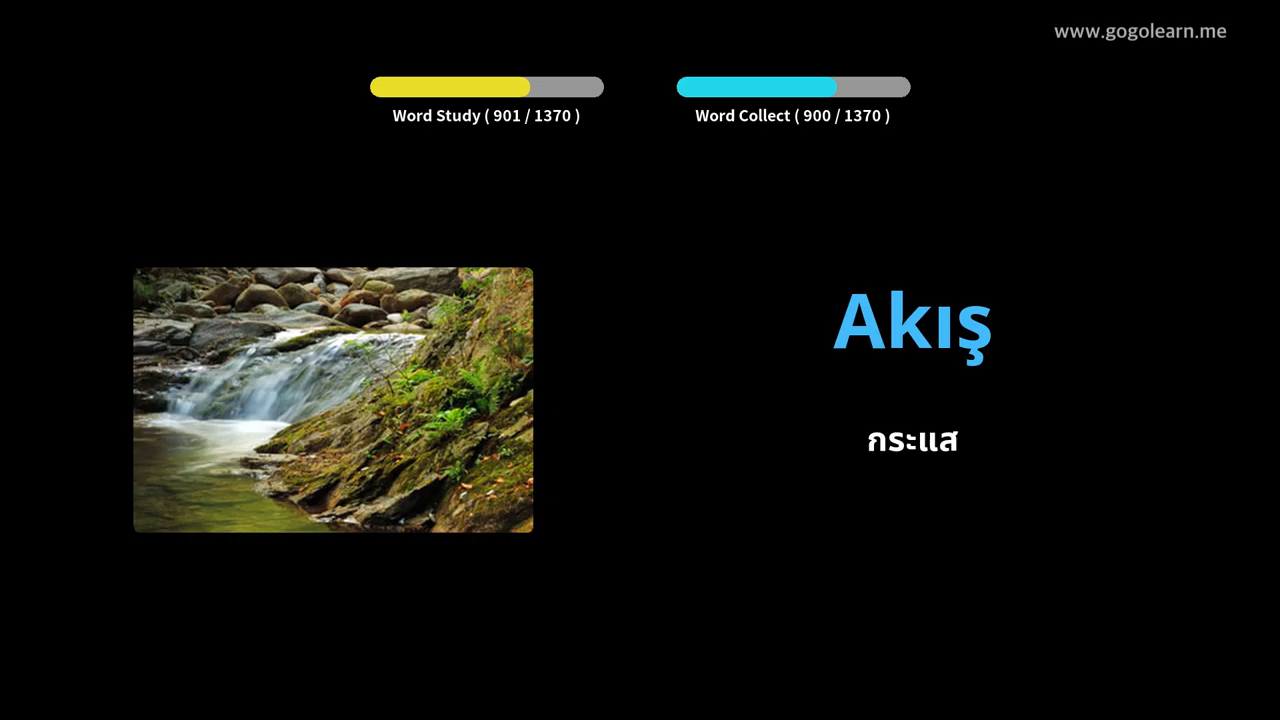 www.gogolearn.me
Word Study ( 901 / 1370 )
Word Collect ( 900 / 1370 )
Akış
กระแส